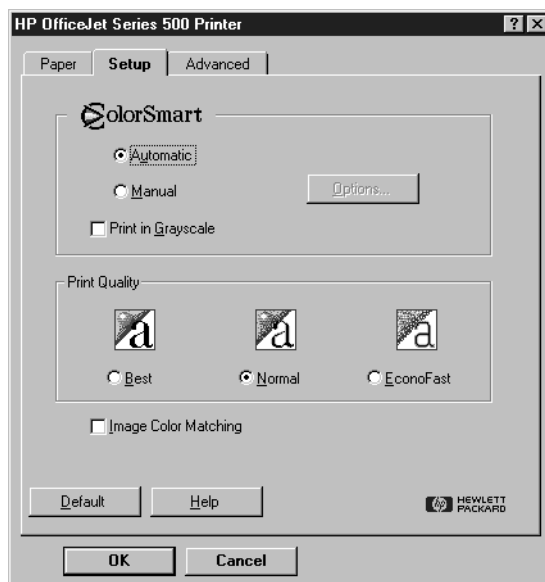 HP OfficeJet Series 500 Printer
Paper Setup Advanced
ColorSmart
Automatic
Manual
Options...
Print in Grayscale
Print Quality
a a a
Best Normal EconoFast
Image Color Matching
Default Help
hp HEWLETT
PACKARD
OK Cancel